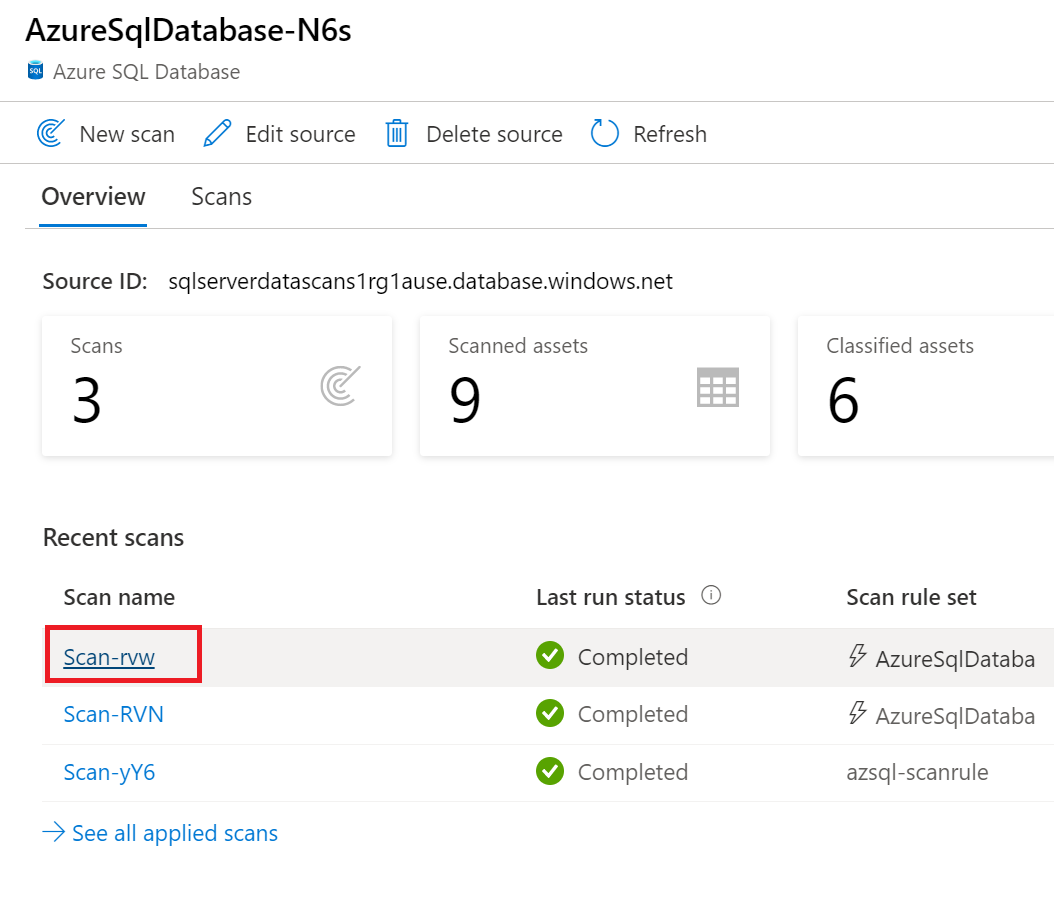 AzureSqlDatabase-N6s
SQL Azure SQL Database
New scan Edit source Delete source Refresh
Overview Scans
Source ID: sqlserverdatascans1rg1ause.database.windows.net
Scans Scanned assets Classified assets
3 9 6
Recent scans
Scan name Last run status Scan rule set
Scan-rvw Completed AzureSqlDataba
Scan-RVN Completed AzureSqlDataba
Scan-yY6 Completed azsql-scanrule
See all applied scans